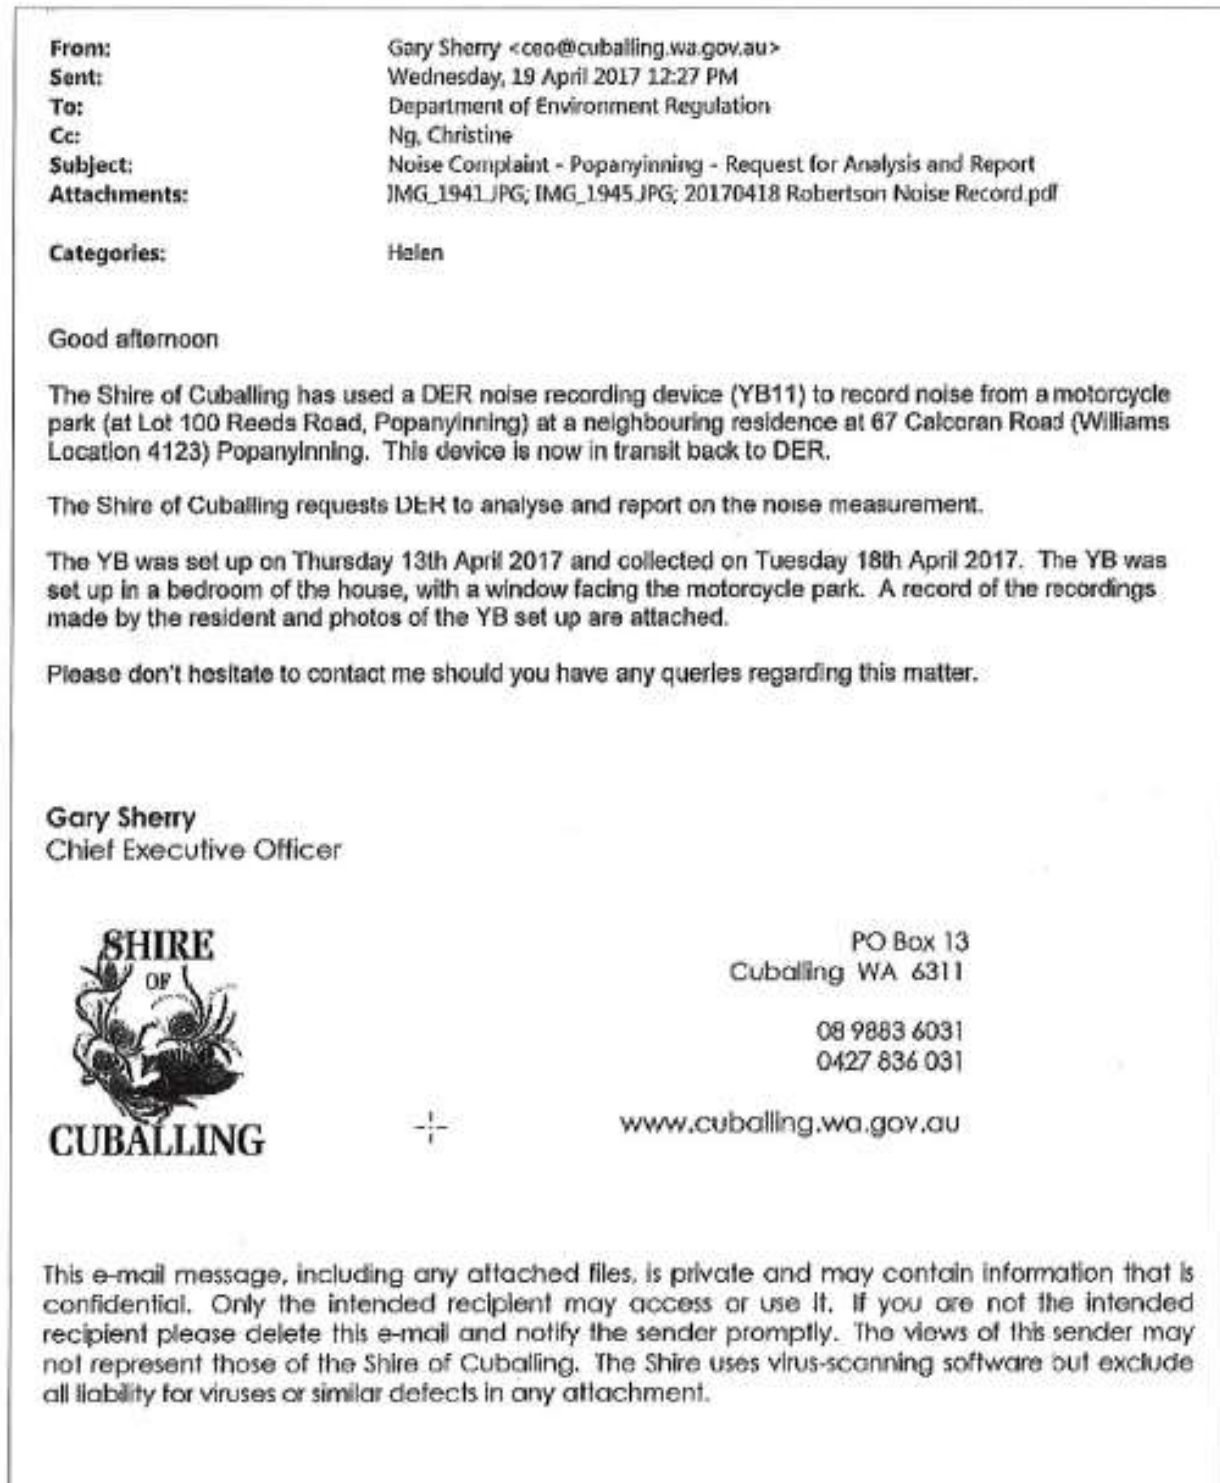 From: Gary Sherry <ceo@cuballing.wa.gov.au>
Sent: Wednesday, 19 April 2017 12:27 PM
To: Department of Environment Regulation
Cc: Ng, Christine
Subject: Noise Complaint - Popanyinning - Request for Analysis and Report
Attachments: IMG_1941.JPG; IMG_1945.JPG; 20170418 Robertson Noise Record.pdf
Categories: Helen
Good afternoon
The Shire of Cuballing has used a DER noise recording device (YB11) to record noise from a motorcycle
park (at Lot 100 Reeds Road, Popanyinning) at a neighbouring residence at 67 Calcoran Road (Williams
Location 4123) Popanyinning. This device is now in transit back to DER.
The Shire of Cuballing requests DER to analyse and report on the noise measurement.
The YB was set up on Thursday 13th April 2017 and collected on Tuesday 18th April 2017. The YB was
set up in a bedroom of the house, with a window facing the motorcycle park. A record of the recordings
made by the resident and photos of the YB set up are attached.
Please don't hesitate to contact me should you have any queries regarding this matter.
Gary Sherry
Chief Executive Officer
SHIRE
OF
CUBALLING
PO Box 13
Cuballing WA 6311
08 9883 6031
0427 836 031
www.cuballing.wa.gov.au
This e-mail message, including any attached files, is private and may contain information that is
confidential. Only the intended recipient may access or use it. If you are not the intended
recipient please delete this e-mail and notify the sender promptly. The views of this sender may
not represent those of the Shire of Cuballing. The Shire uses virus-scanning software but exclude
all liability for viruses or similar defects in any attachment.